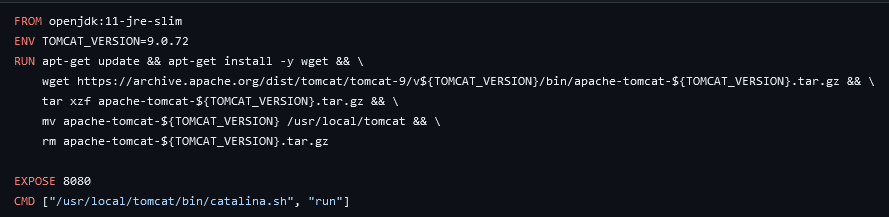 FROM openjdk:11-jre-slim
ENV TOMCAT_VERSION=9.0.72
RUN apt-get update && apt-get install -y wget && \
    wget https://archive.apache.org/dist/tomcat/tomcat-9/v${TOMCAT_VERSION}/bin/apache-tomcat-${TOMCAT_VERSION}.tar.gz && \
    tar xzf apache-tomcat-${TOMCAT_VERSION}.tar.gz && \
    mv apache-tomcat-${TOMCAT_VERSION} /usr/local/tomcat && \
    rm apache-tomcat-${TOMCAT_VERSION}.tar.gz

EXPOSE 8080
CMD ["/usr/local/tomcat/bin/catalina.sh", "run"]